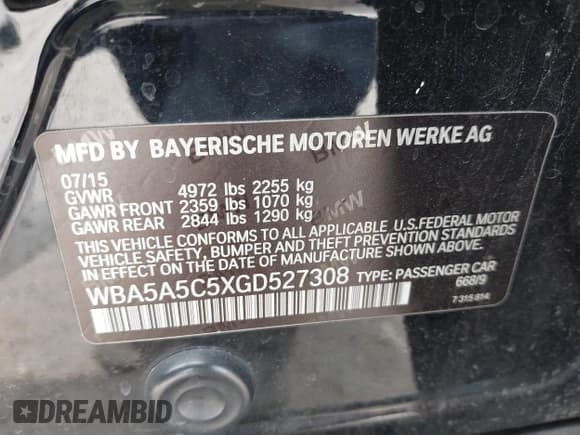 MFD BY BAYERISCHE MOTOREN WERKE AG
07/15
GVWR 4972 lbs 2255 kg
GAWR FRONT 2359 lbs 1070 kg
GAWR REAR 2844 lbs 1290 kg
THIS VEHICLE CONFORMS TO ALL APPLICABLE U.S.FEDERAL MOTOR
VEHICLE SAFETY, BUMPER AND THEFT PREVENTION STANDARDS
IN EFFECT ON THE DATE OF MANUFACTURE SHOWN ABOVE.
WBA5A5C5XGD527308 TYPE: PASSENGER CAR
668/9
7 315 814
DREAMBID